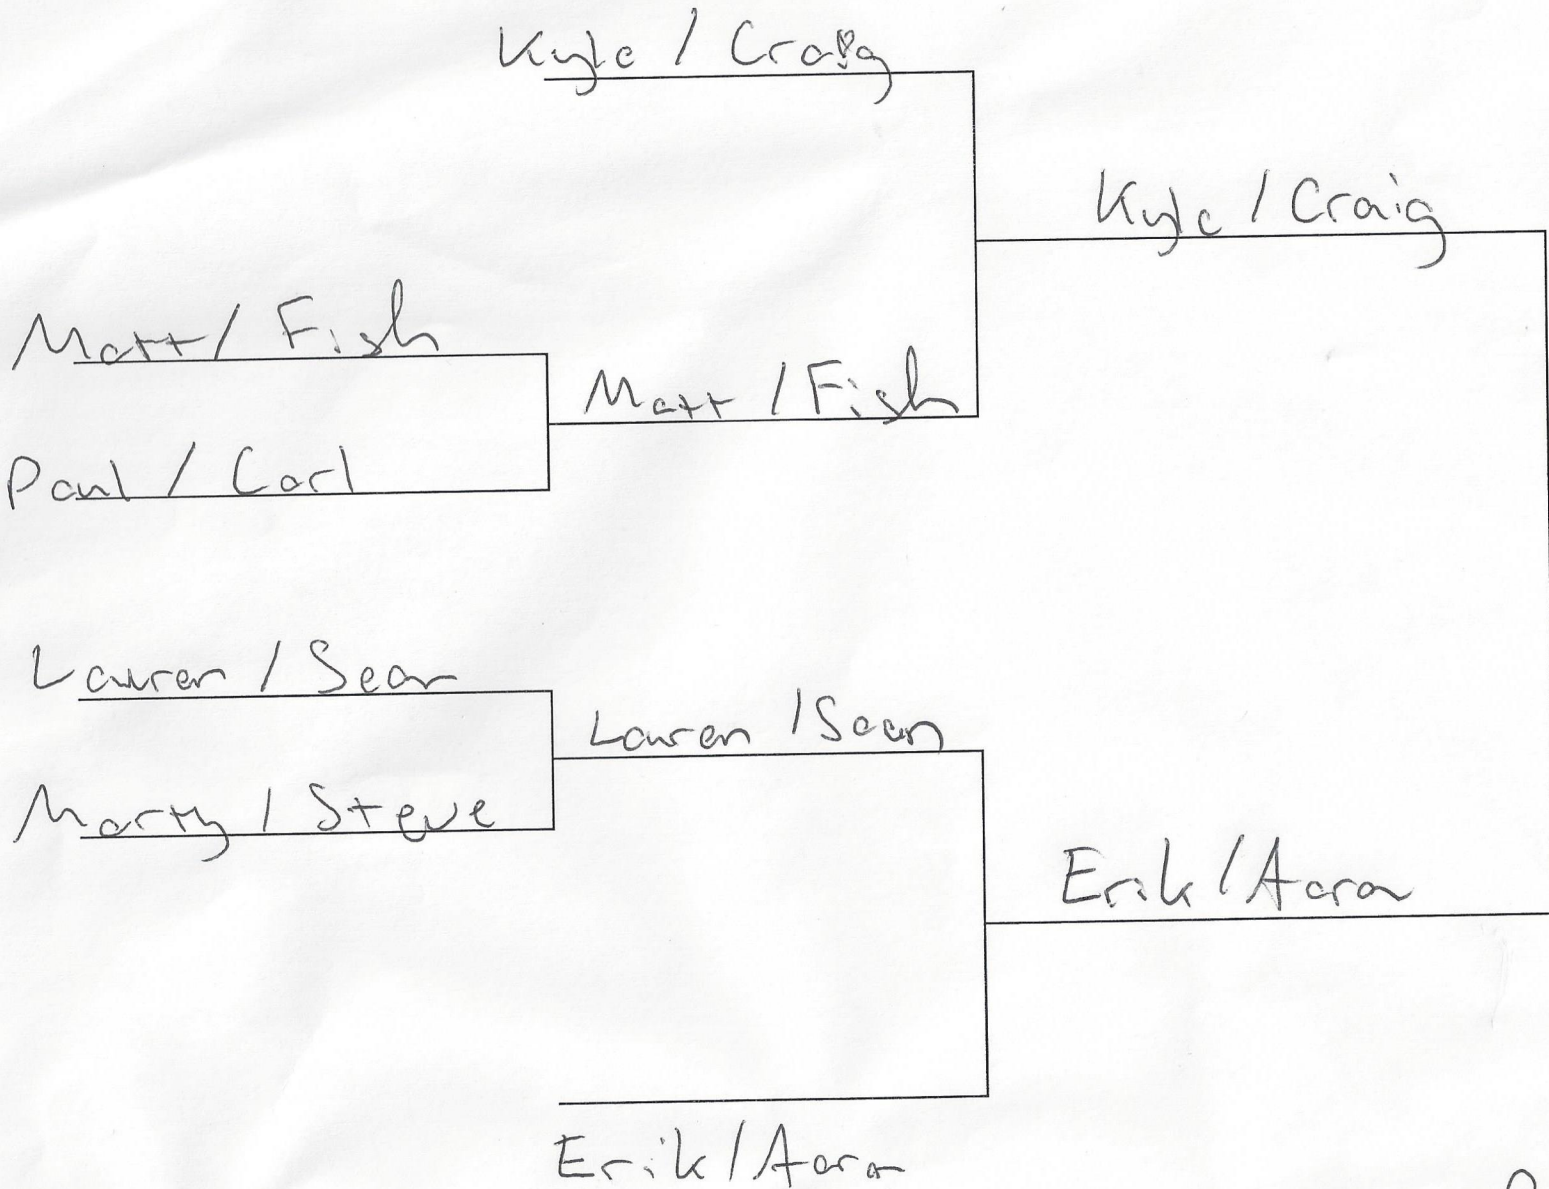 Kyle / Craig
Kyle / Craig
Matt / Fish
Matt / Fish
Paul / Carl
Lauren / Sean
Lauren / Sean
Marty / Steve
Erik / Aaron
Erik / Aaron